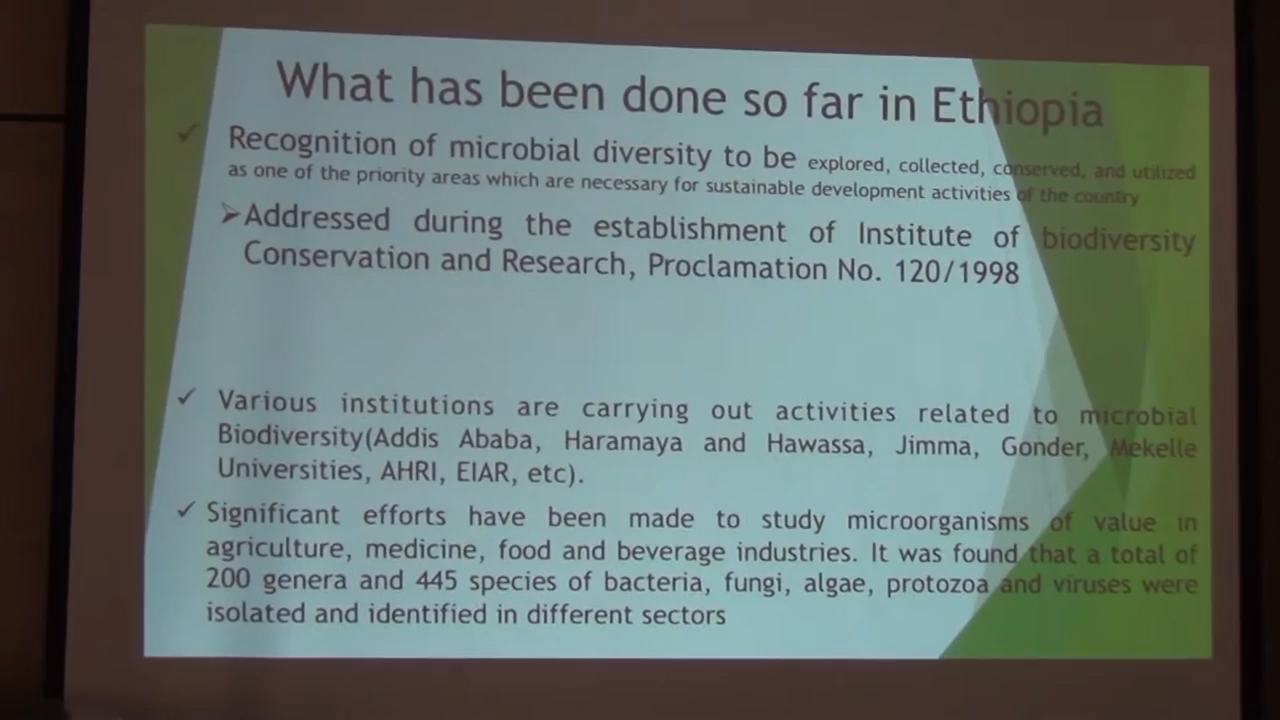 What has been done so far in Ethiopia
✓ Recognition of microbial diversity to be explored, collected, conserved, and utilized
as one of the priority areas which are necessary for sustainable development activities of the country
➢Addressed during the establishment of Institute of biodiversity
Conservation and Research, Proclamation No. 120/1998
✓ Various institutions are carrying out activities related to microbial
Biodiversity(Addis Ababa, Haramaya and Hawassa, Jimma, Gonder, Mekelle
Universities, AHRI, EIAR, etc).
✓ Significant efforts have been made to study microorganisms of value in
agriculture, medicine, food and beverage industries. It was found that a total of
200 genera and 445 species of bacteria, fungi, algae, protozoa and viruses were
isolated and identified in different sectors